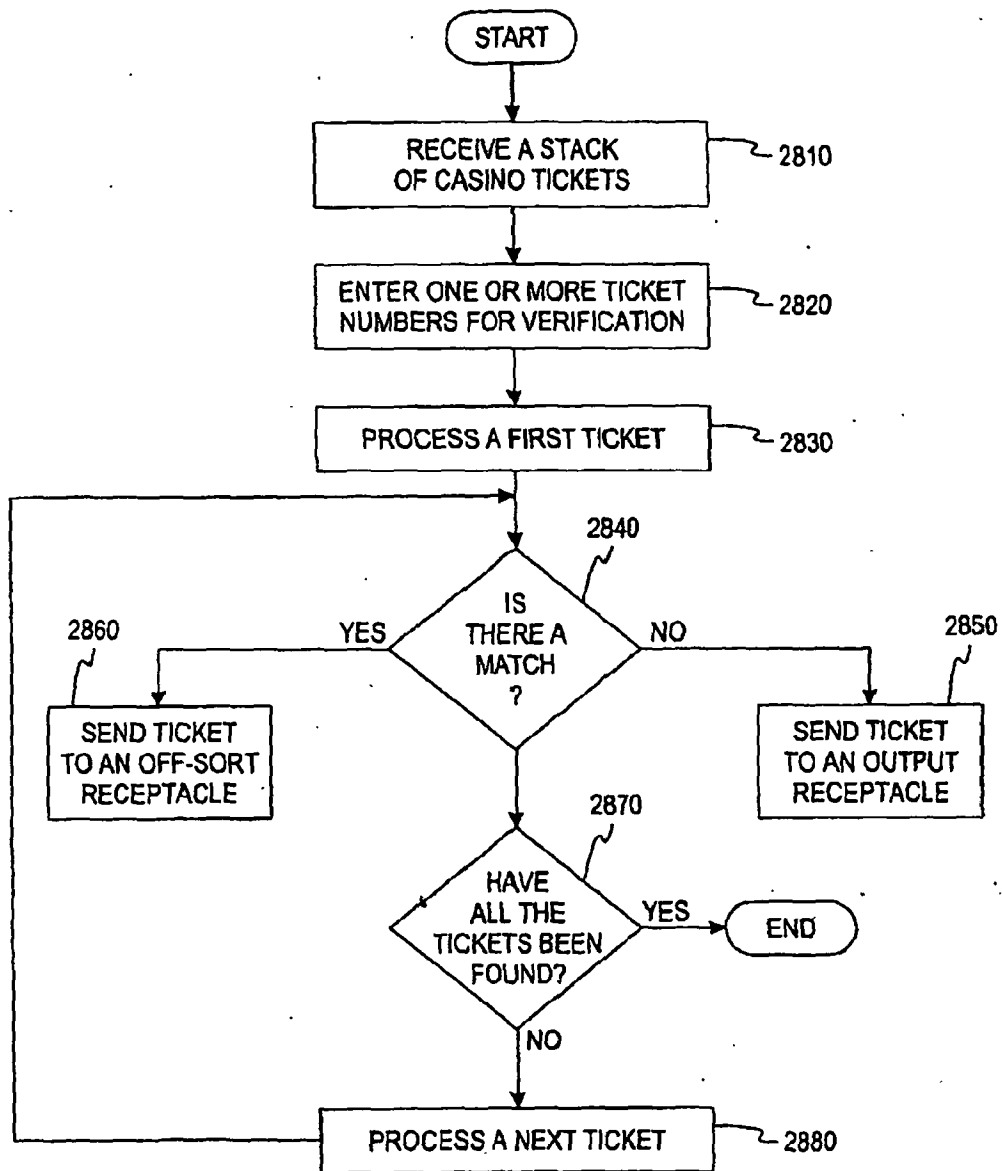 START
RECEIVE A STACK
OF CASINO TICKETS
2810
ENTER ONE OR MORE TICKET
NUMBERS FOR VERIFICATION
2820
PROCESS A FIRST TICKET
2830
2840
IS
THERE A
MATCH
?
YES
NO
2860
SEND TICKET
TO AN OFF-SORT
RECEPTACLE
2850
SEND TICKET
TO AN OUTPUT
RECEPTACLE
2870
HAVE
ALL THE
TICKETS BEEN
FOUND?
YES
END
NO
PROCESS A NEXT TICKET
2880